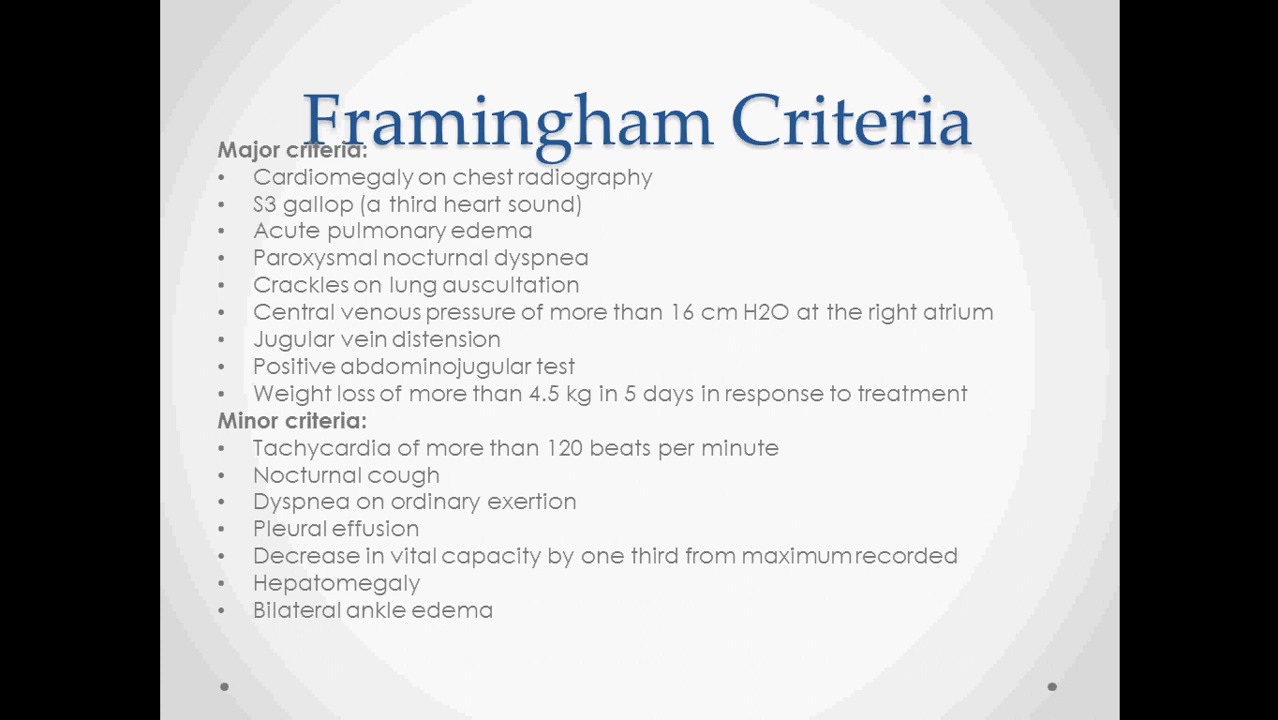 Framingham Criteria
Major criteria:
• Cardiomegaly on chest radiography
• S3 gallop (a third heart sound)
• Acute pulmonary edema
• Paroxysmal nocturnal dyspnea
• Crackles on lung auscultation
• Central venous pressure of more than 16 cm H2O at the right atrium
• Jugular vein distension
• Positive abdominojugular test
• Weight loss of more than 4.5 kg in 5 days in response to treatment
Minor criteria:
• Tachycardia of more than 120 beats per minute
• Nocturnal cough
• Dyspnea on ordinary exertion
• Pleural effusion
• Decrease in vital capacity by one third from maximum recorded
• Hepatomegaly
• Bilateral ankle edema